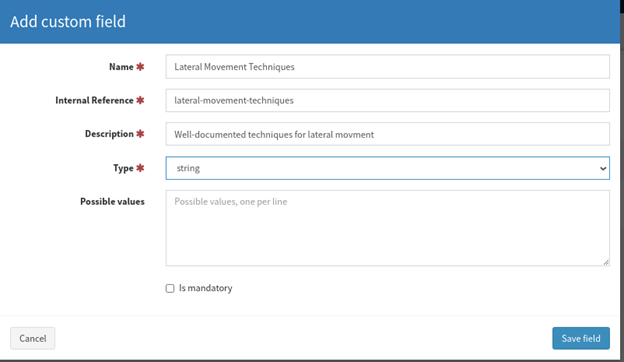 Add custom field
Name *
Lateral Movement Techniques
Internal Reference *
lateral-movement-techniques
Description *
Well-documented techniques for lateral movment
Type *
string
Possible values
Possible values, one per line
Is mandatory
Cancel
Save field